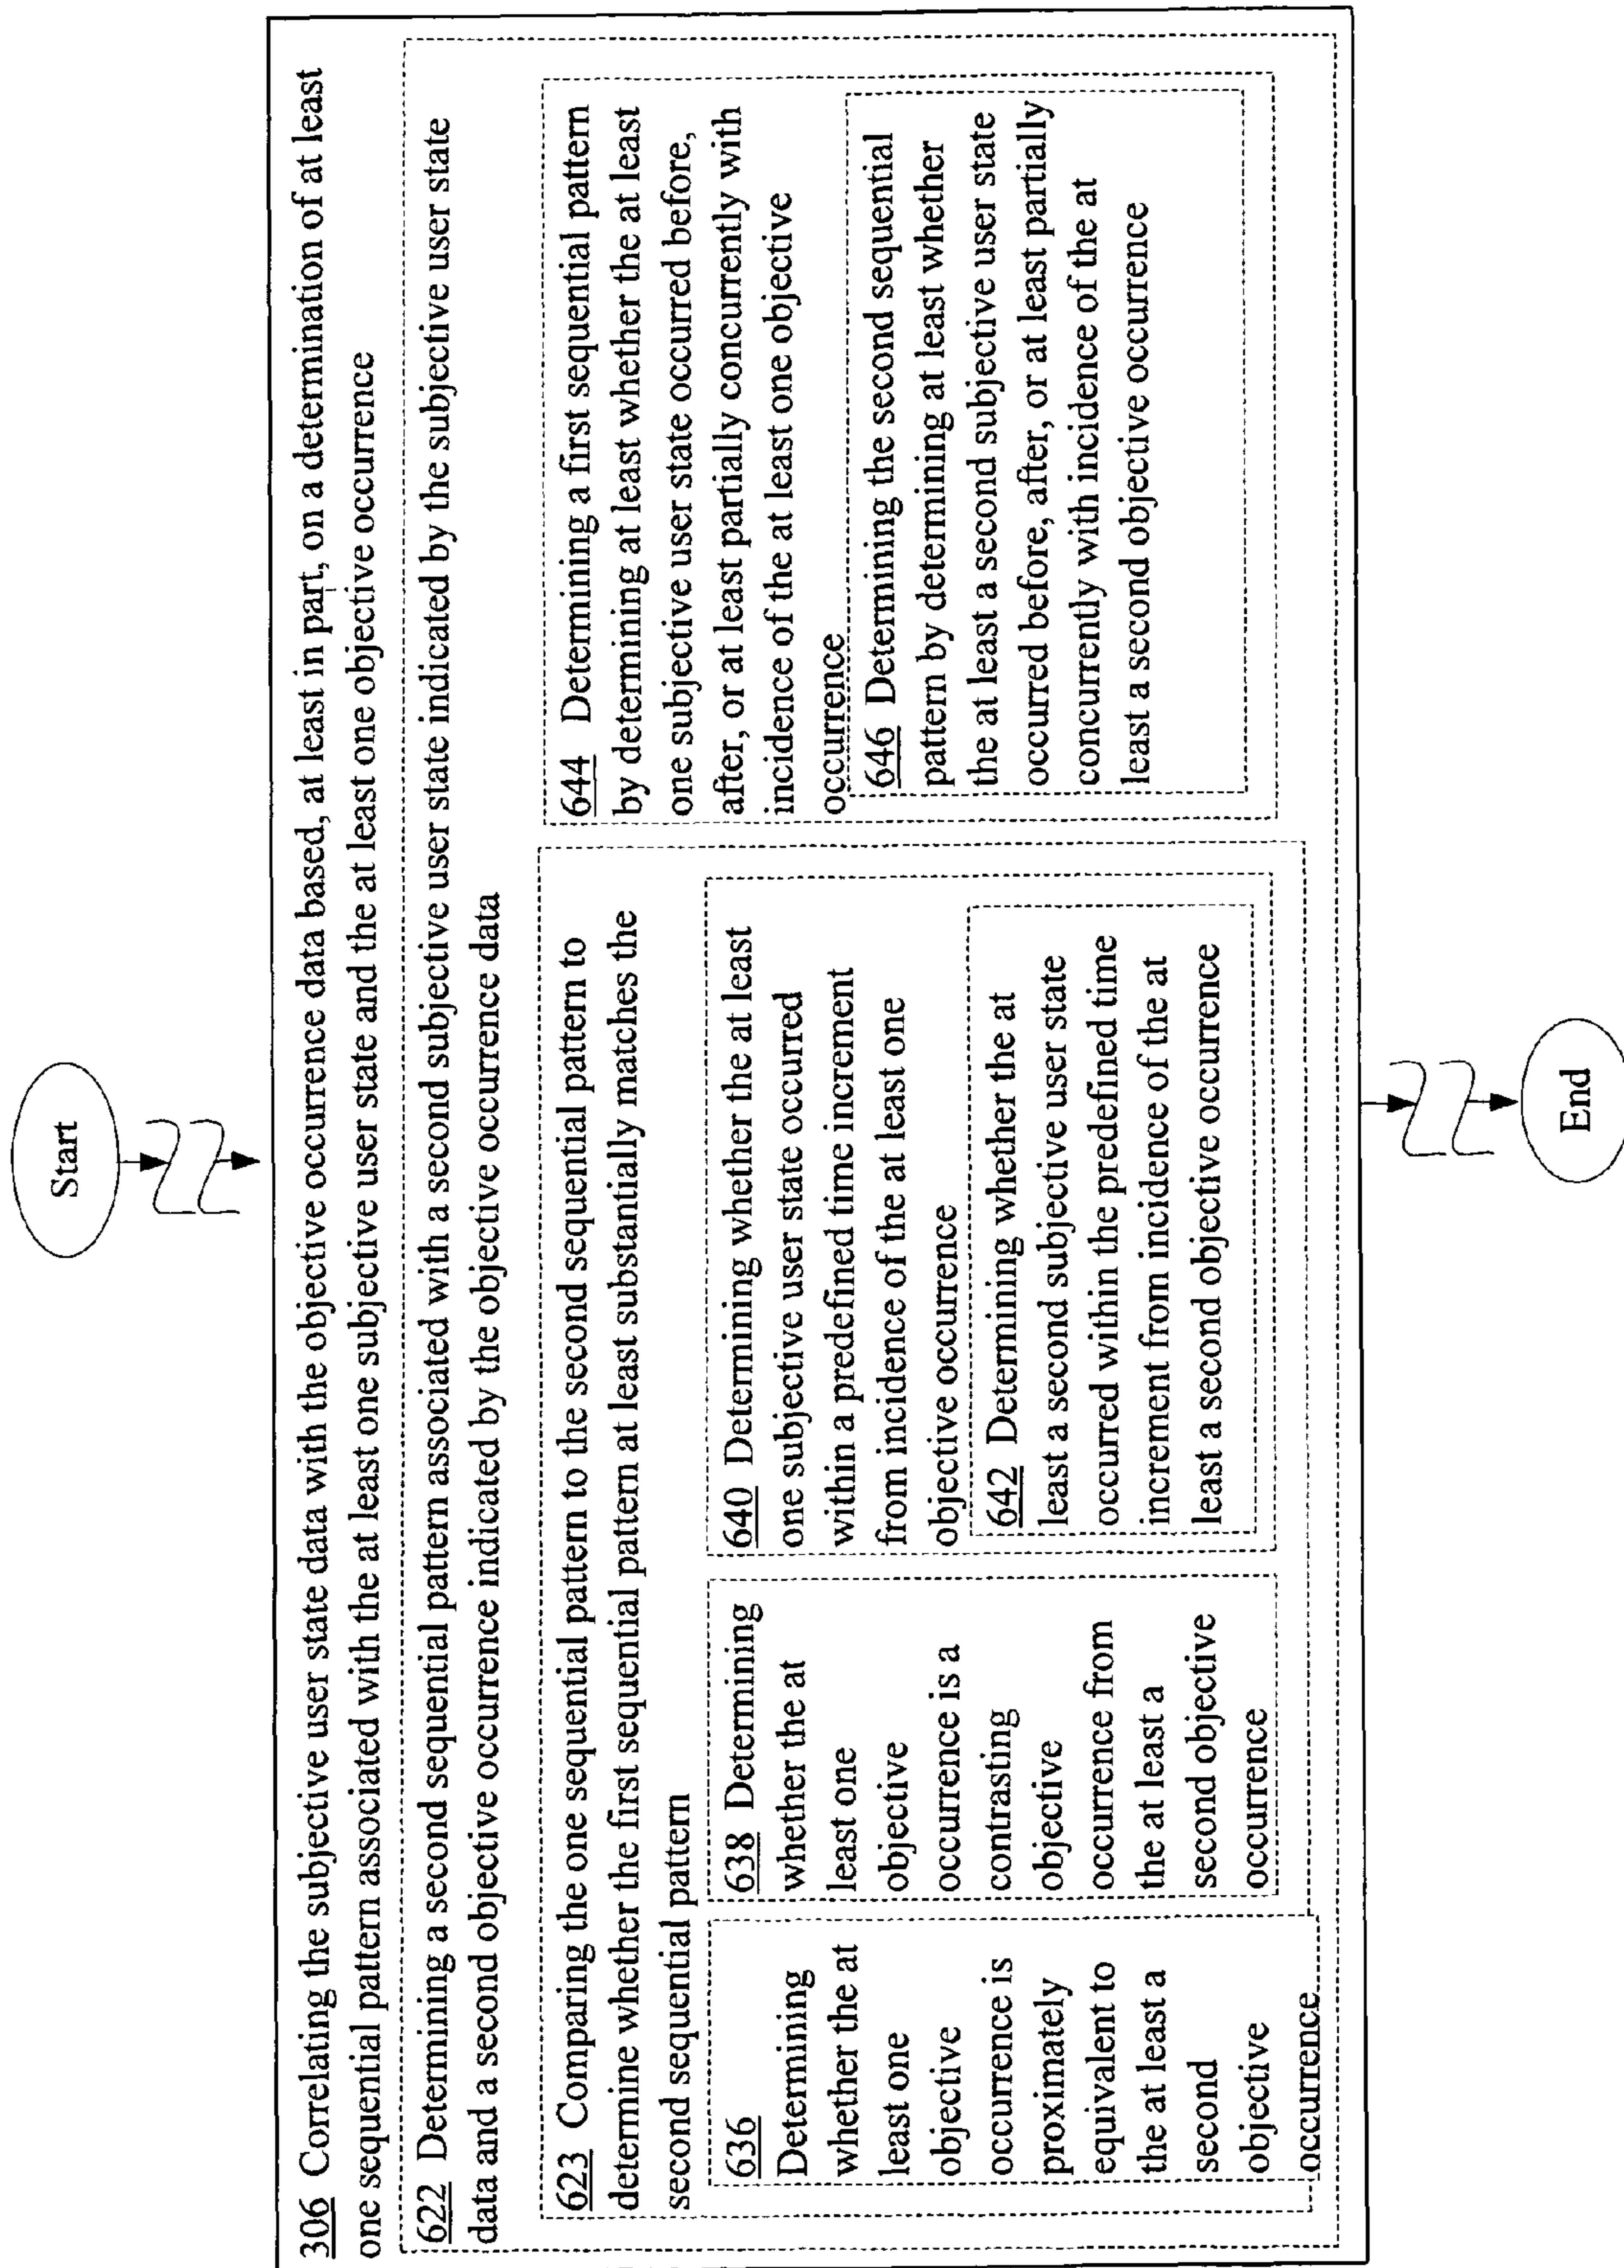 Start
306 Correlating the subjective user state data with the objective occurrence data based, at least in part, on a determination of at least
one sequential pattern associated with the at least one subjective user state and the at least one objective occurrence
622 Determining a second sequential pattern associated with a second subjective user state indicated by the subjective user state
data and a second objective occurrence indicated by the objective occurrence data
623 Comparing the one sequential pattern to the second sequential pattern to
determine whether the first sequential pattern at least substantially matches the
second sequential pattern
636
Determining
whether the at
least one
objective
occurrence is
proximately
equivalent to
the at least a
second
objective
occurrence
638 Determining
whether the at
least one
objective
occurrence is a
contrasting
objective
occurrence from
the at least a
second objective
occurrence
640 Determining whether the at least
one subjective user state occurred
within a predefined time increment
from incidence of the at least one
objective occurrence
642 Determining whether the at
least a second subjective user state
occurred within the predefined time
increment from incidence of the at
least a second objective occurrence
644 Determining a first sequential pattern
by determining at least whether the at least
one subjective user state occurred before,
after, or at least partially concurrently with
incidence of the at least one objective
occurrence
646 Determining the second sequential
pattern by determining at least whether
the at least a second subjective user state
occurred before, after, or at least partially
concurrently with incidence of the at
least a second objective occurrence
End